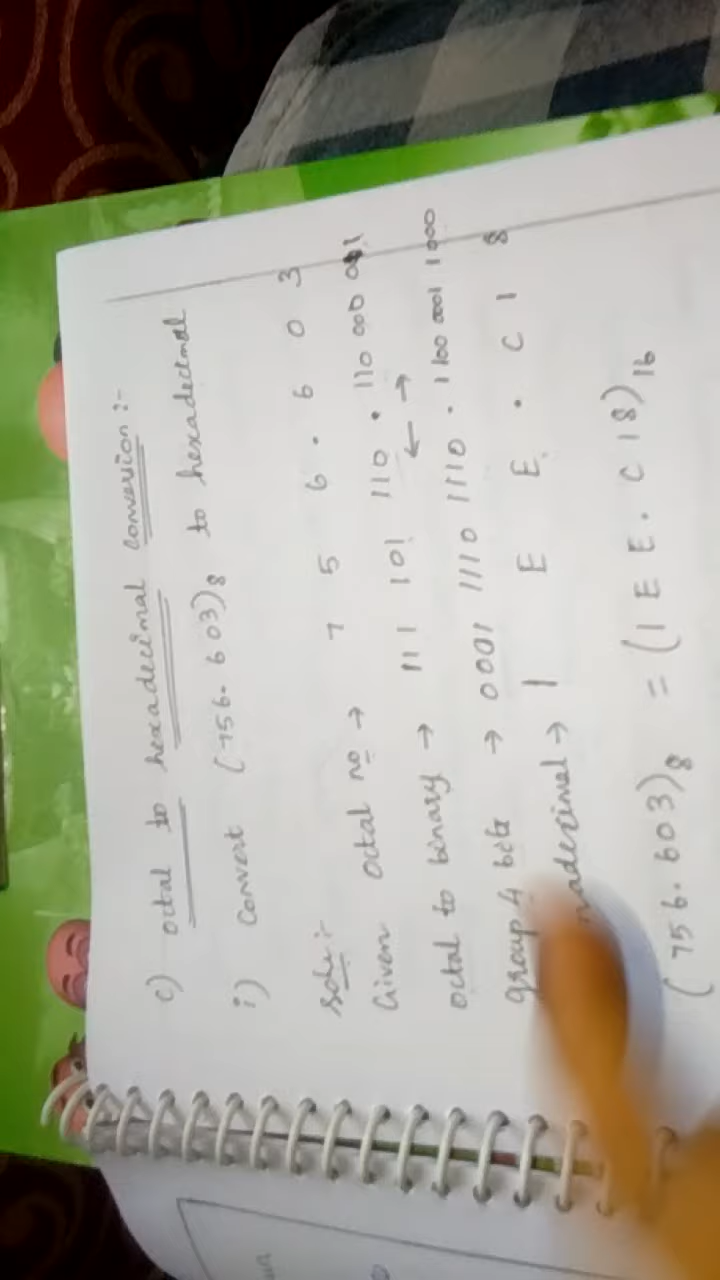 c) octal to hexadecimal conversion :-
i) Convert (756.603)8 to hexadecimal
Soln :-
Given octal no → 7 5 6 . 6 0 3
octal to binary → 111 101 110 . 110 000 011
← →
group 4 bits → 0001 1110 1110 . 1100 0001 1000
→ 1 E E . C 1 8
(756.603)8 = (1EE.C18)16